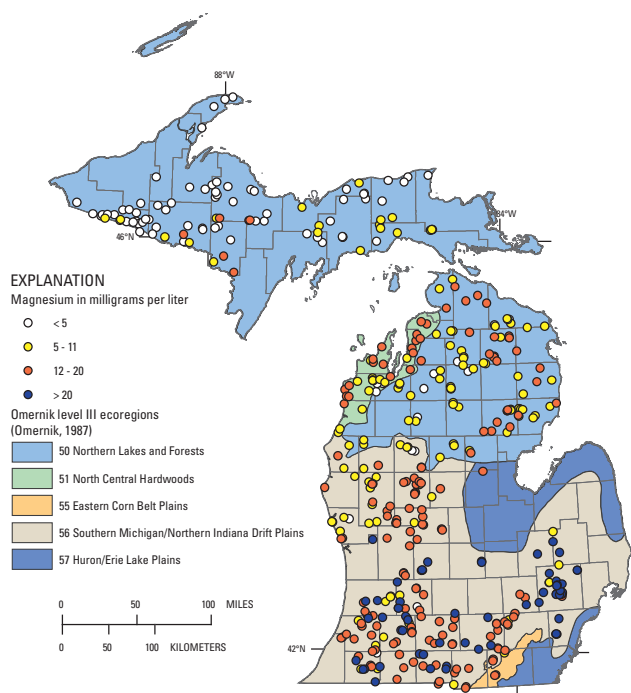 88°W
84°W
46°N
EXPLANATION
Magnesium in milligrams per liter
< 5
5 - 11
12 - 20
> 20
Omernik level III ecoregions
(Omernik, 1987)
50 Northern Lakes and Forests
51 North Central Hardwoods
55 Eastern Corn Belt Plains
56 Southern Michigan/Northern Indiana Drift Plains
57 Huron/Erie Lake Plains
0 50 100 MILES
0 50 100 KILOMETERS
42°N